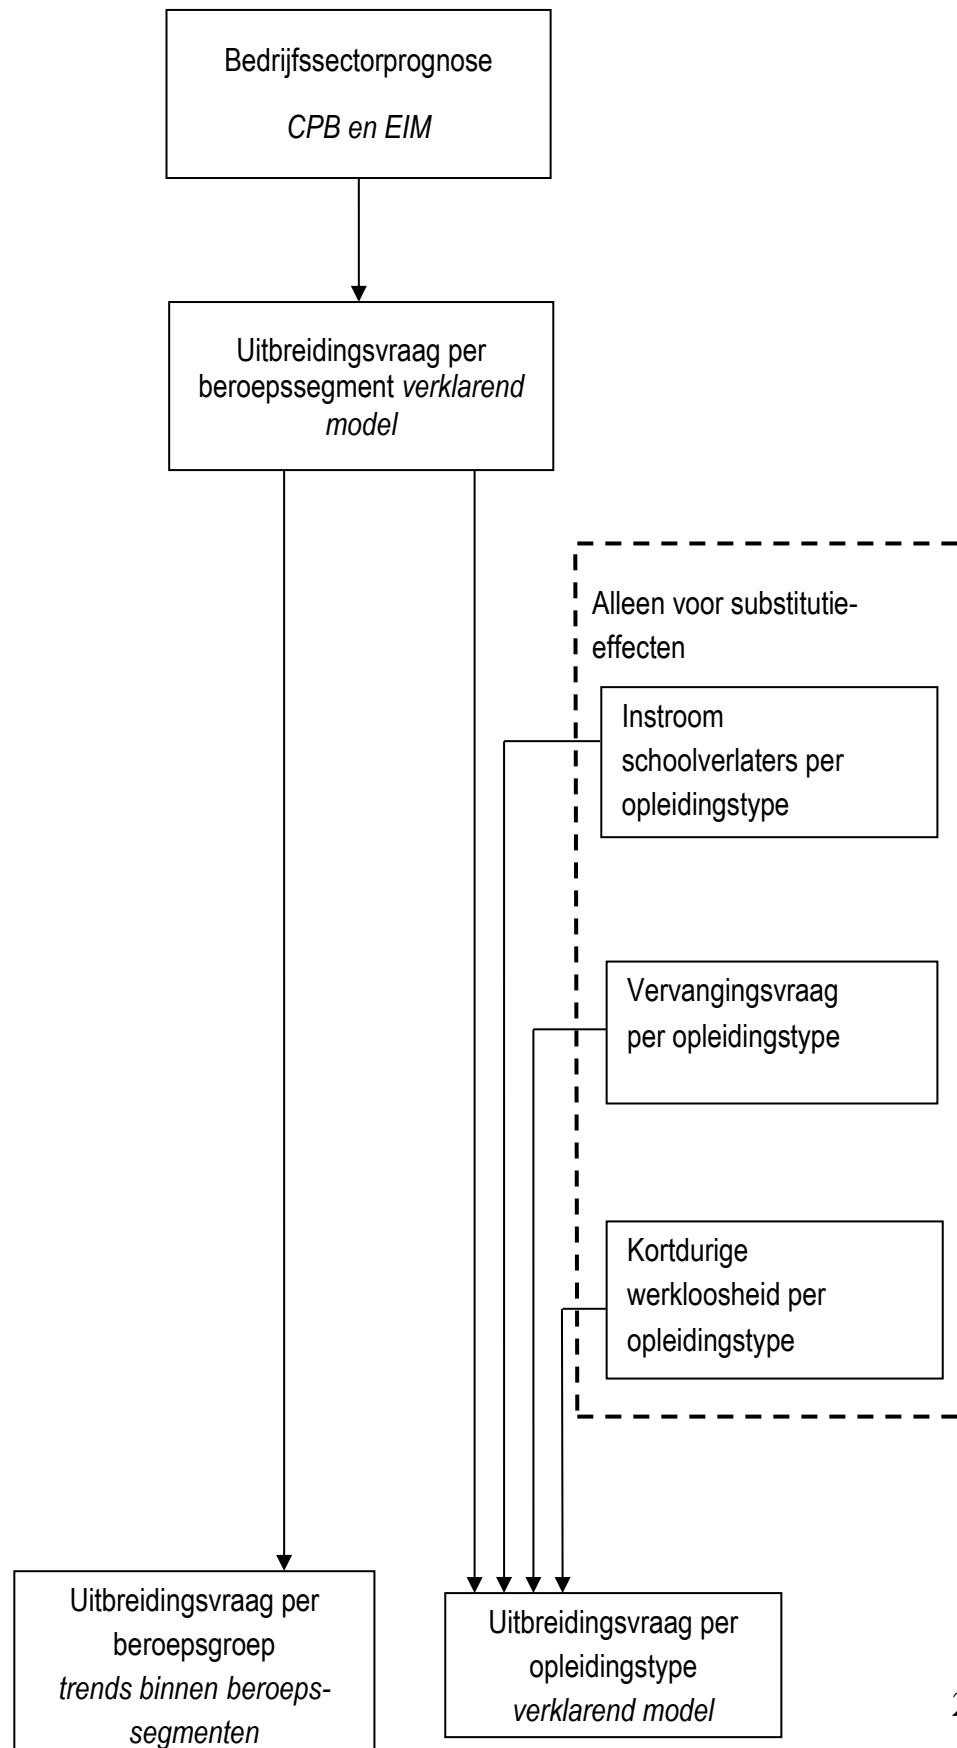 Bedrijfssectorprognose
CPB en EIM
Uitbreidingsvraag per
beroepssegment verklarend
model
Alleen voor substitutie-
effecten
Instroom
schoolverlaters per
opleidingstype
Vervangingsvraag
per opleidingstype
Kortdurige
werkloosheid per
opleidingstype
Uitbreidingsvraag per
beroepsgroep
trends binnen beroeps-
segmenten
Uitbreidingsvraag per
opleidingstype
verklarend model